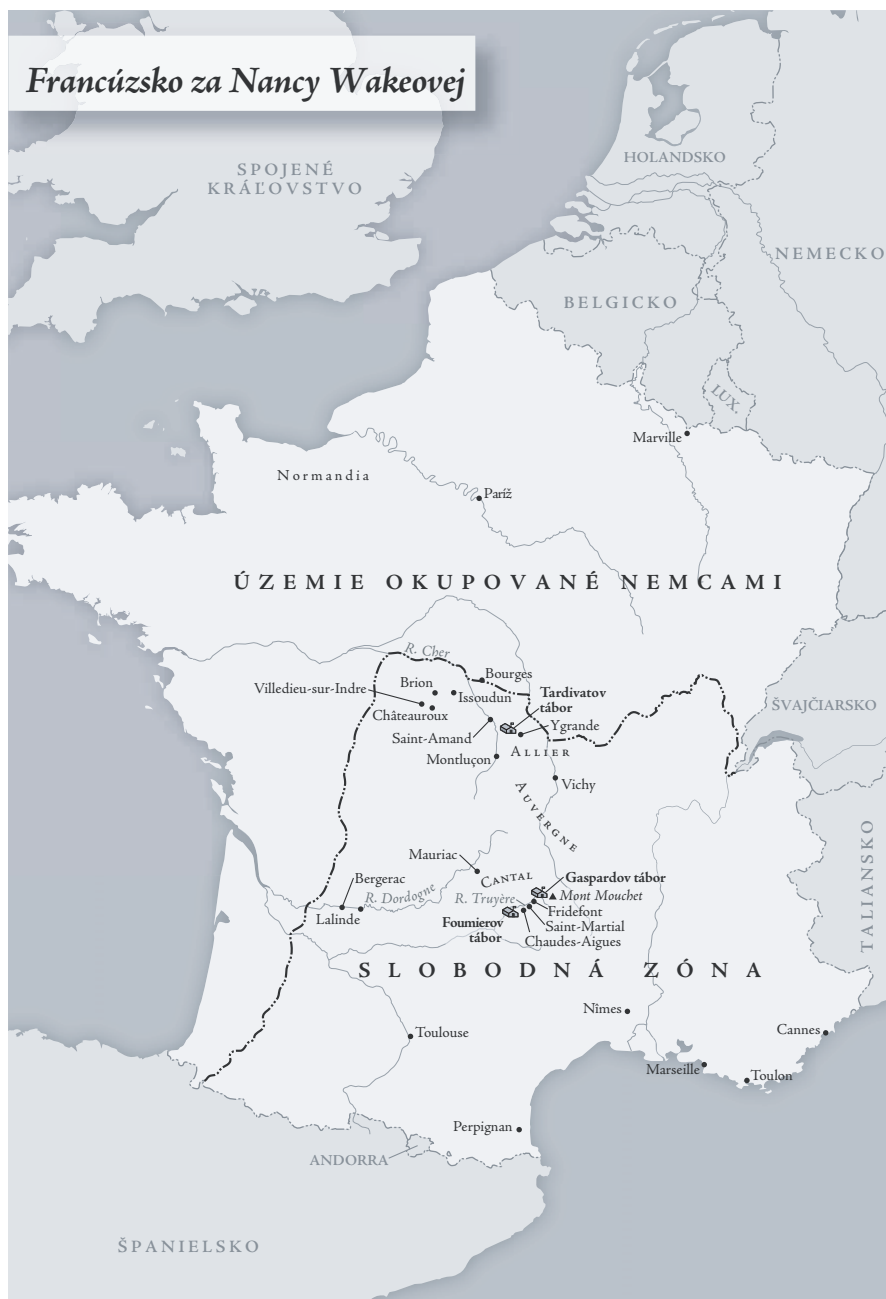 Francúzsko za Nancy Wakeovej
SPOJENÉ
KRÁĽOVSTVO
HOLANDSKO
NEMECKO
BELGICKO
LUX.
Marville
Normandia
Paríž
ÚZEMIE OKUPOVANÉ NEMCAMI
R. Cher
Bourges
Brion
Villedieu-sur-Indre
Issoudun
Tardivatov
tábor
Châteauroux
ŠVAJČIARSKO
Saint-Amand
Ygrande
ALLIER
Montluçon
Vichy
AUVERGNE
TALIANSKO
Mauriac
CANTAL
Gaspardov tábor
Bergerac
R. Dordogne
R. Truyère
Mont Mouchet
Lalinde
Fridefont
Foumierov
tábor
Saint-Martial
Chaudes-Aigues
SLOBODNÁ ZÓNA
Nîmes
Toulouse
Cannes
Marseille
Toulon
Perpignan
ANDORRA
ŠPANIELSKO